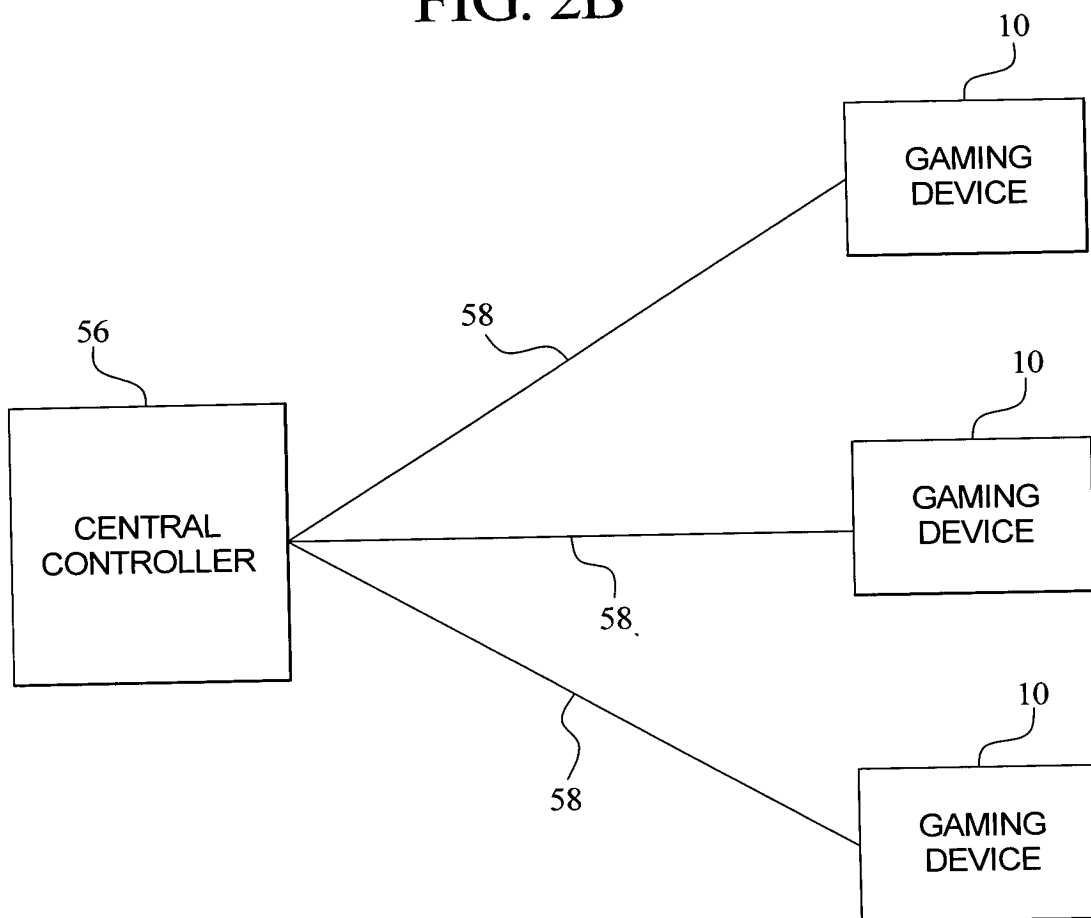 FIG. 2B
10
GAMING
DEVICE
58
56
10
CENTRAL
CONTROLLER
GAMING
DEVICE
58
10
58
GAMING
DEVICE